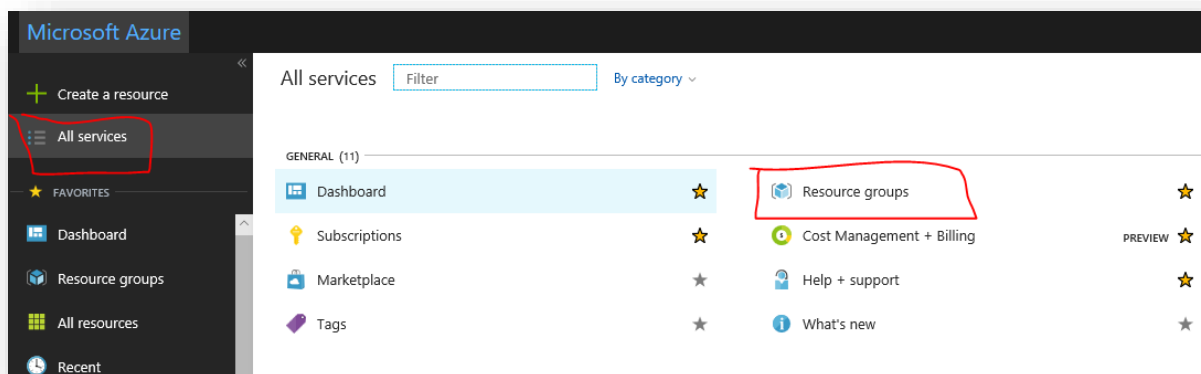 Microsoft Azure
«
Create a resource
All services
FAVORITES
Dashboard
Resource groups
All resources
Recent
All services Filter By category
GENERAL (11)
Dashboard
Resource groups
Subscriptions
Cost Management + Billing PREVIEW
Marketplace
Help + support
Tags
What's new